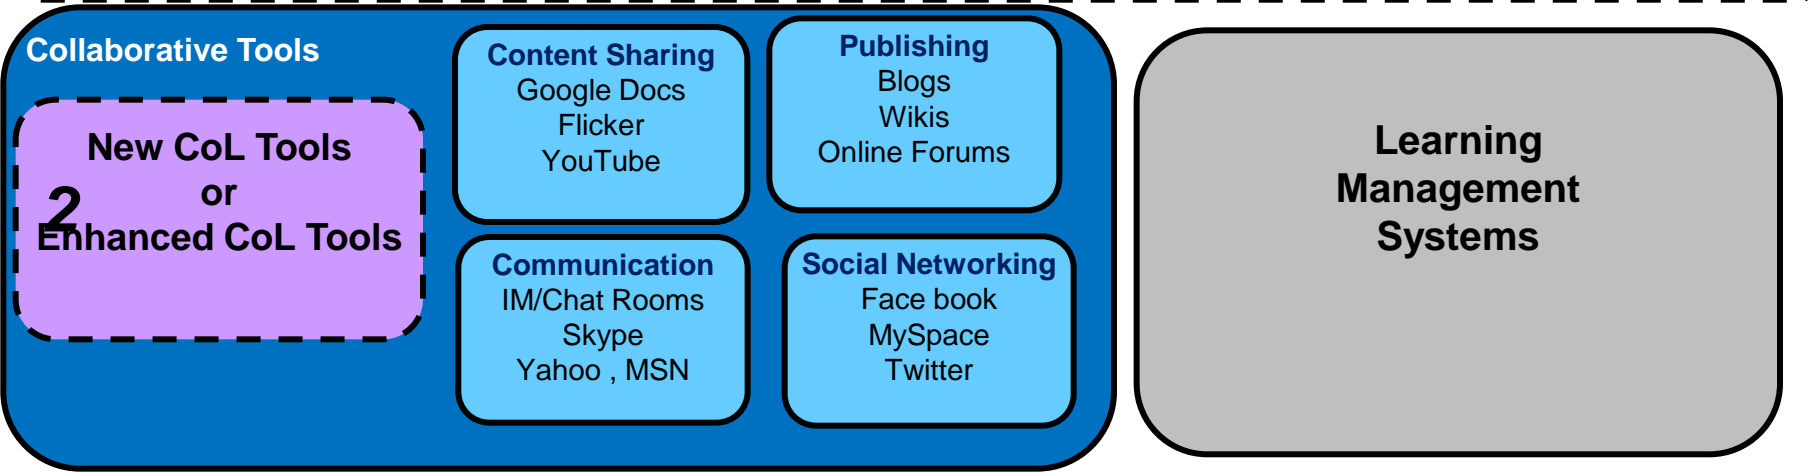 Collaborative Tools
New CoL Tools
or
2
Enhanced CoL Tools
Content Sharing
Google Docs
Flicker
YouTube
Publishing
Blogs
Wikis
Online Forums
Communication
IM/Chat Rooms
Skype
Yahoo , MSN
Social Networking
Face book
MySpace
Twitter
Learning
Management
Systems